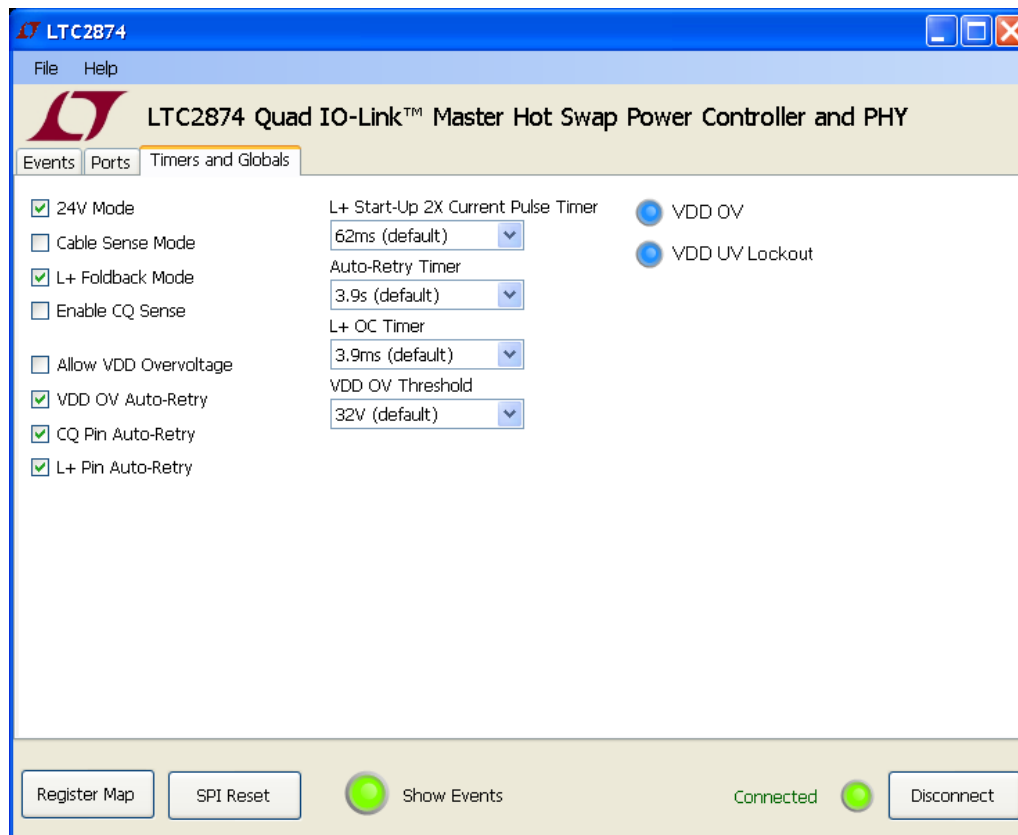 LTC2874
File Help
LTC2874 Quad IO-Link™ Master Hot Swap Power Controller and PHY
Events Ports Timers and Globals
24V Mode
Cable Sense Mode
L+ Foldback Mode
Enable CQ Sense
Allow VDD Overvoltage
VDD OV Auto-Retry
CQ Pin Auto-Retry
L+ Pin Auto-Retry
L+ Start-Up 2X Current Pulse Timer
62ms (default)
Auto-Retry Timer
3.9s (default)
L+ OC Timer
3.9ms (default)
VDD OV Threshold
32V (default)
VDD OV
VDD UV Lockout
Register Map SPI Reset Show Events Connected Disconnect